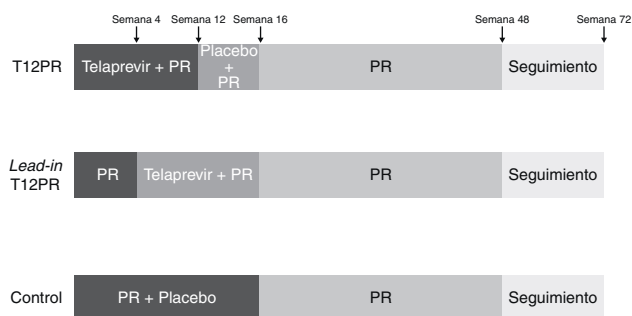 Semana 4 Semana 12 Semana 16 Semana 48 Semana 72
T12PR
Telaprevir + PR
Placebo
+
PR
PR
Seguimiento
Lead-in
T12PR
PR
Telaprevir + PR
PR
Seguimiento
Control
PR + Placebo
PR
Seguimiento